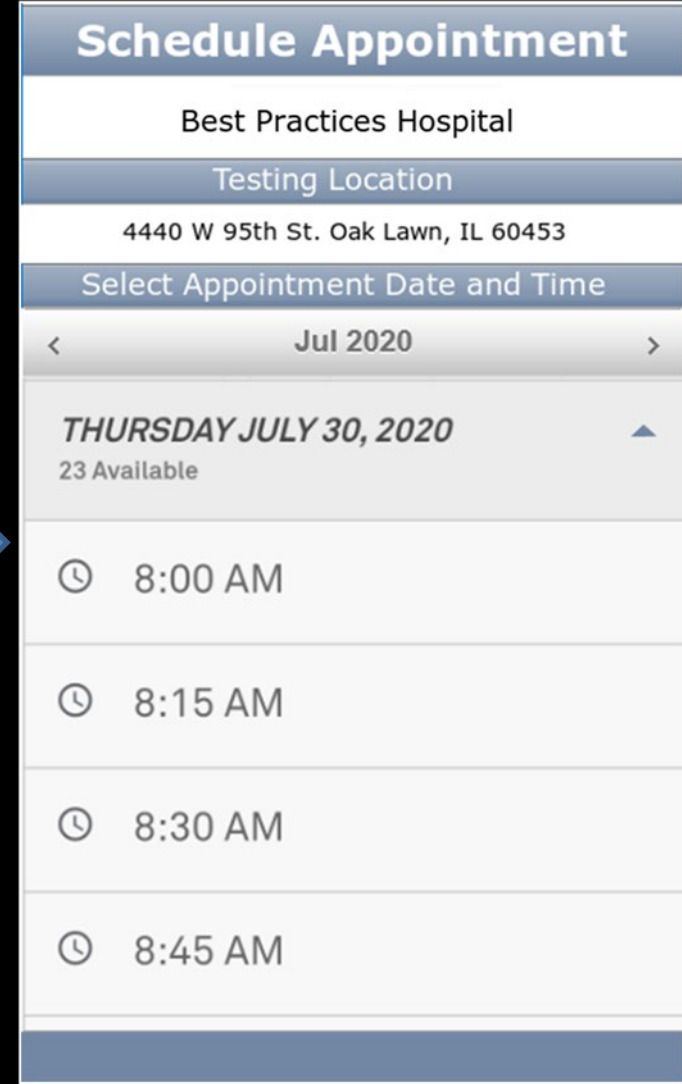 Schedule Appointment
Best Practices Hospital
Testing Location
4440 W 95th St. Oak Lawn, IL 60453
Select Appointment Date and Time
< Jul 2020 >
THURSDAY JULY 30, 2020
23 Available
8:00 AM
8:15 AM
8:30 AM
8:45 AM